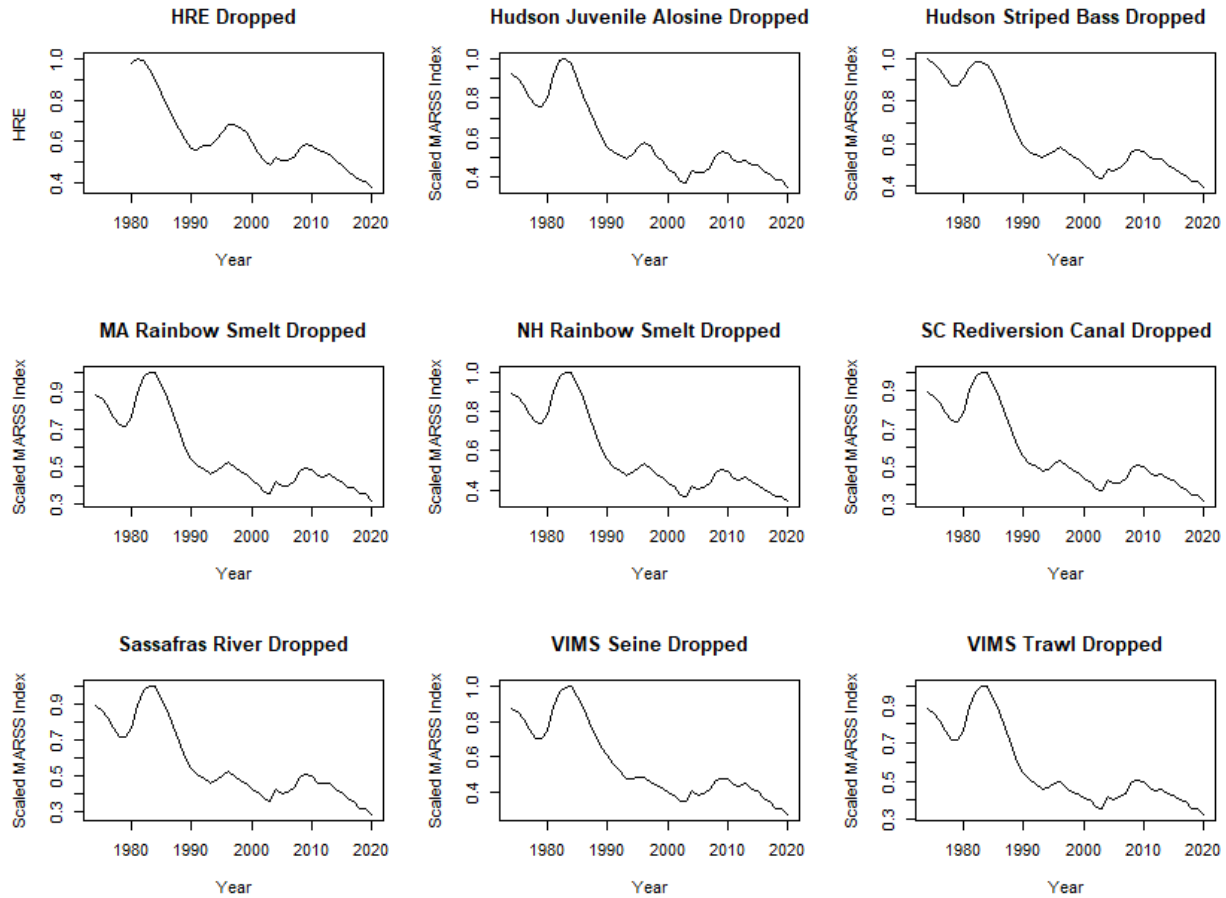 HRE Dropped
HRE
1.0
0.8
0.6
0.4
1980 1990 2000 2010 2020
Year
Hudson Juvenile Alosine Dropped
Scaled MARSS Index
1.0
0.8
0.6
0.4
1980 1990 2000 2010 2020
Year
Hudson Striped Bass Dropped
Scaled MARSS Index
1.0
0.8
0.6
0.4
1980 1990 2000 2010 2020
Year
MA Rainbow Smelt Dropped
Scaled MARSS Index
0.9
0.7
0.5
0.3
1980 1990 2000 2010 2020
Year
NH Rainbow Smelt Dropped
Scaled MARSS Index
1.0
0.8
0.6
0.4
1980 1990 2000 2010 2020
Year
SC Rediversion Canal Dropped
Scaled MARSS Index
0.9
0.7
0.5
0.3
1980 1990 2000 2010 2020
Year
Sassafras River Dropped
Scaled MARSS Index
0.9
0.7
0.5
0.3
1980 1990 2000 2010 2020
Year
VIMS Seine Dropped
Scaled MARSS Index
1.0
0.8
0.6
0.4
1980 1990 2000 2010 2020
Year
VIMS Trawl Dropped
Scaled MARSS Index
0.9
0.7
0.5
0.3
1980 1990 2000 2010 2020
Year